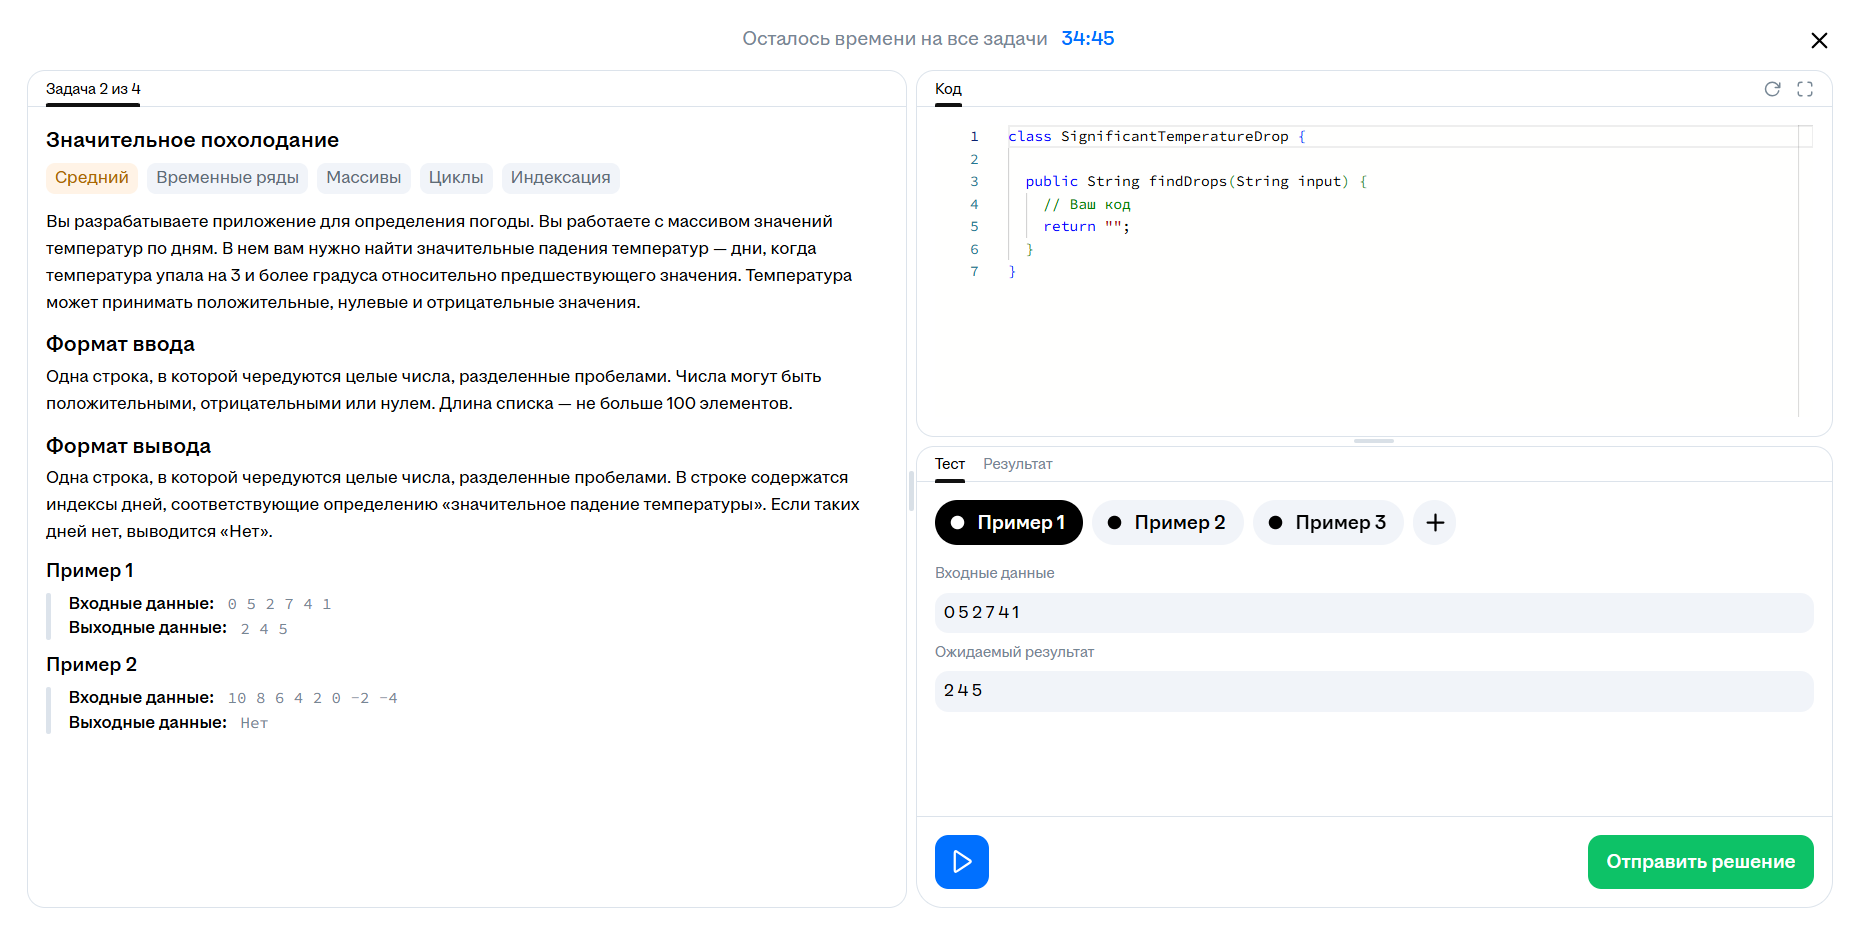 Осталось времени на все задачи 34:45
Задача 2 из 4
Значительное похолодание
Средний Временные ряды Массивы Циклы Индексация
Вы разрабатываете приложение для определения погоды. Вы работаете с массивом значений
температур по дням. В нем вам нужно найти значительные падения температур — дни, когда
температура упала на 3 и более градуса относительно предшествующего значения. Температура
может принимать положительные, нулевые и отрицательные значения.
Формат ввода
Одна строка, в которой чередуются целые числа, разделенные пробелами. Числа могут быть
положительными, отрицательными или нулем. Длина списка — не больше 100 элементов.
Формат вывода
Одна строка, в которой чередуются целые числа, разделенные пробелами. В строке содержатся
индексы дней, соответствующие определению «значительное падение температуры». Если таких
дней нет, выводится «Нет».
Пример 1
Входные данные: 0 5 2 7 4 1
Выходные данные: 2 4 5
Пример 2
Входные данные: 10 8 6 4 2 0 -2 -4
Выходные данные: Нет
Код
1 class SignificantTemperatureDrop {
2
3 public String findDrops(String input) {
4 // Ваш код
5 return "";
6 }
7 }
Тест Результат
Пример 1 Пример 2 Пример 3
Входные данные
0 5 2 7 4 1
Ожидаемый результат
2 4 5
Отправить решение